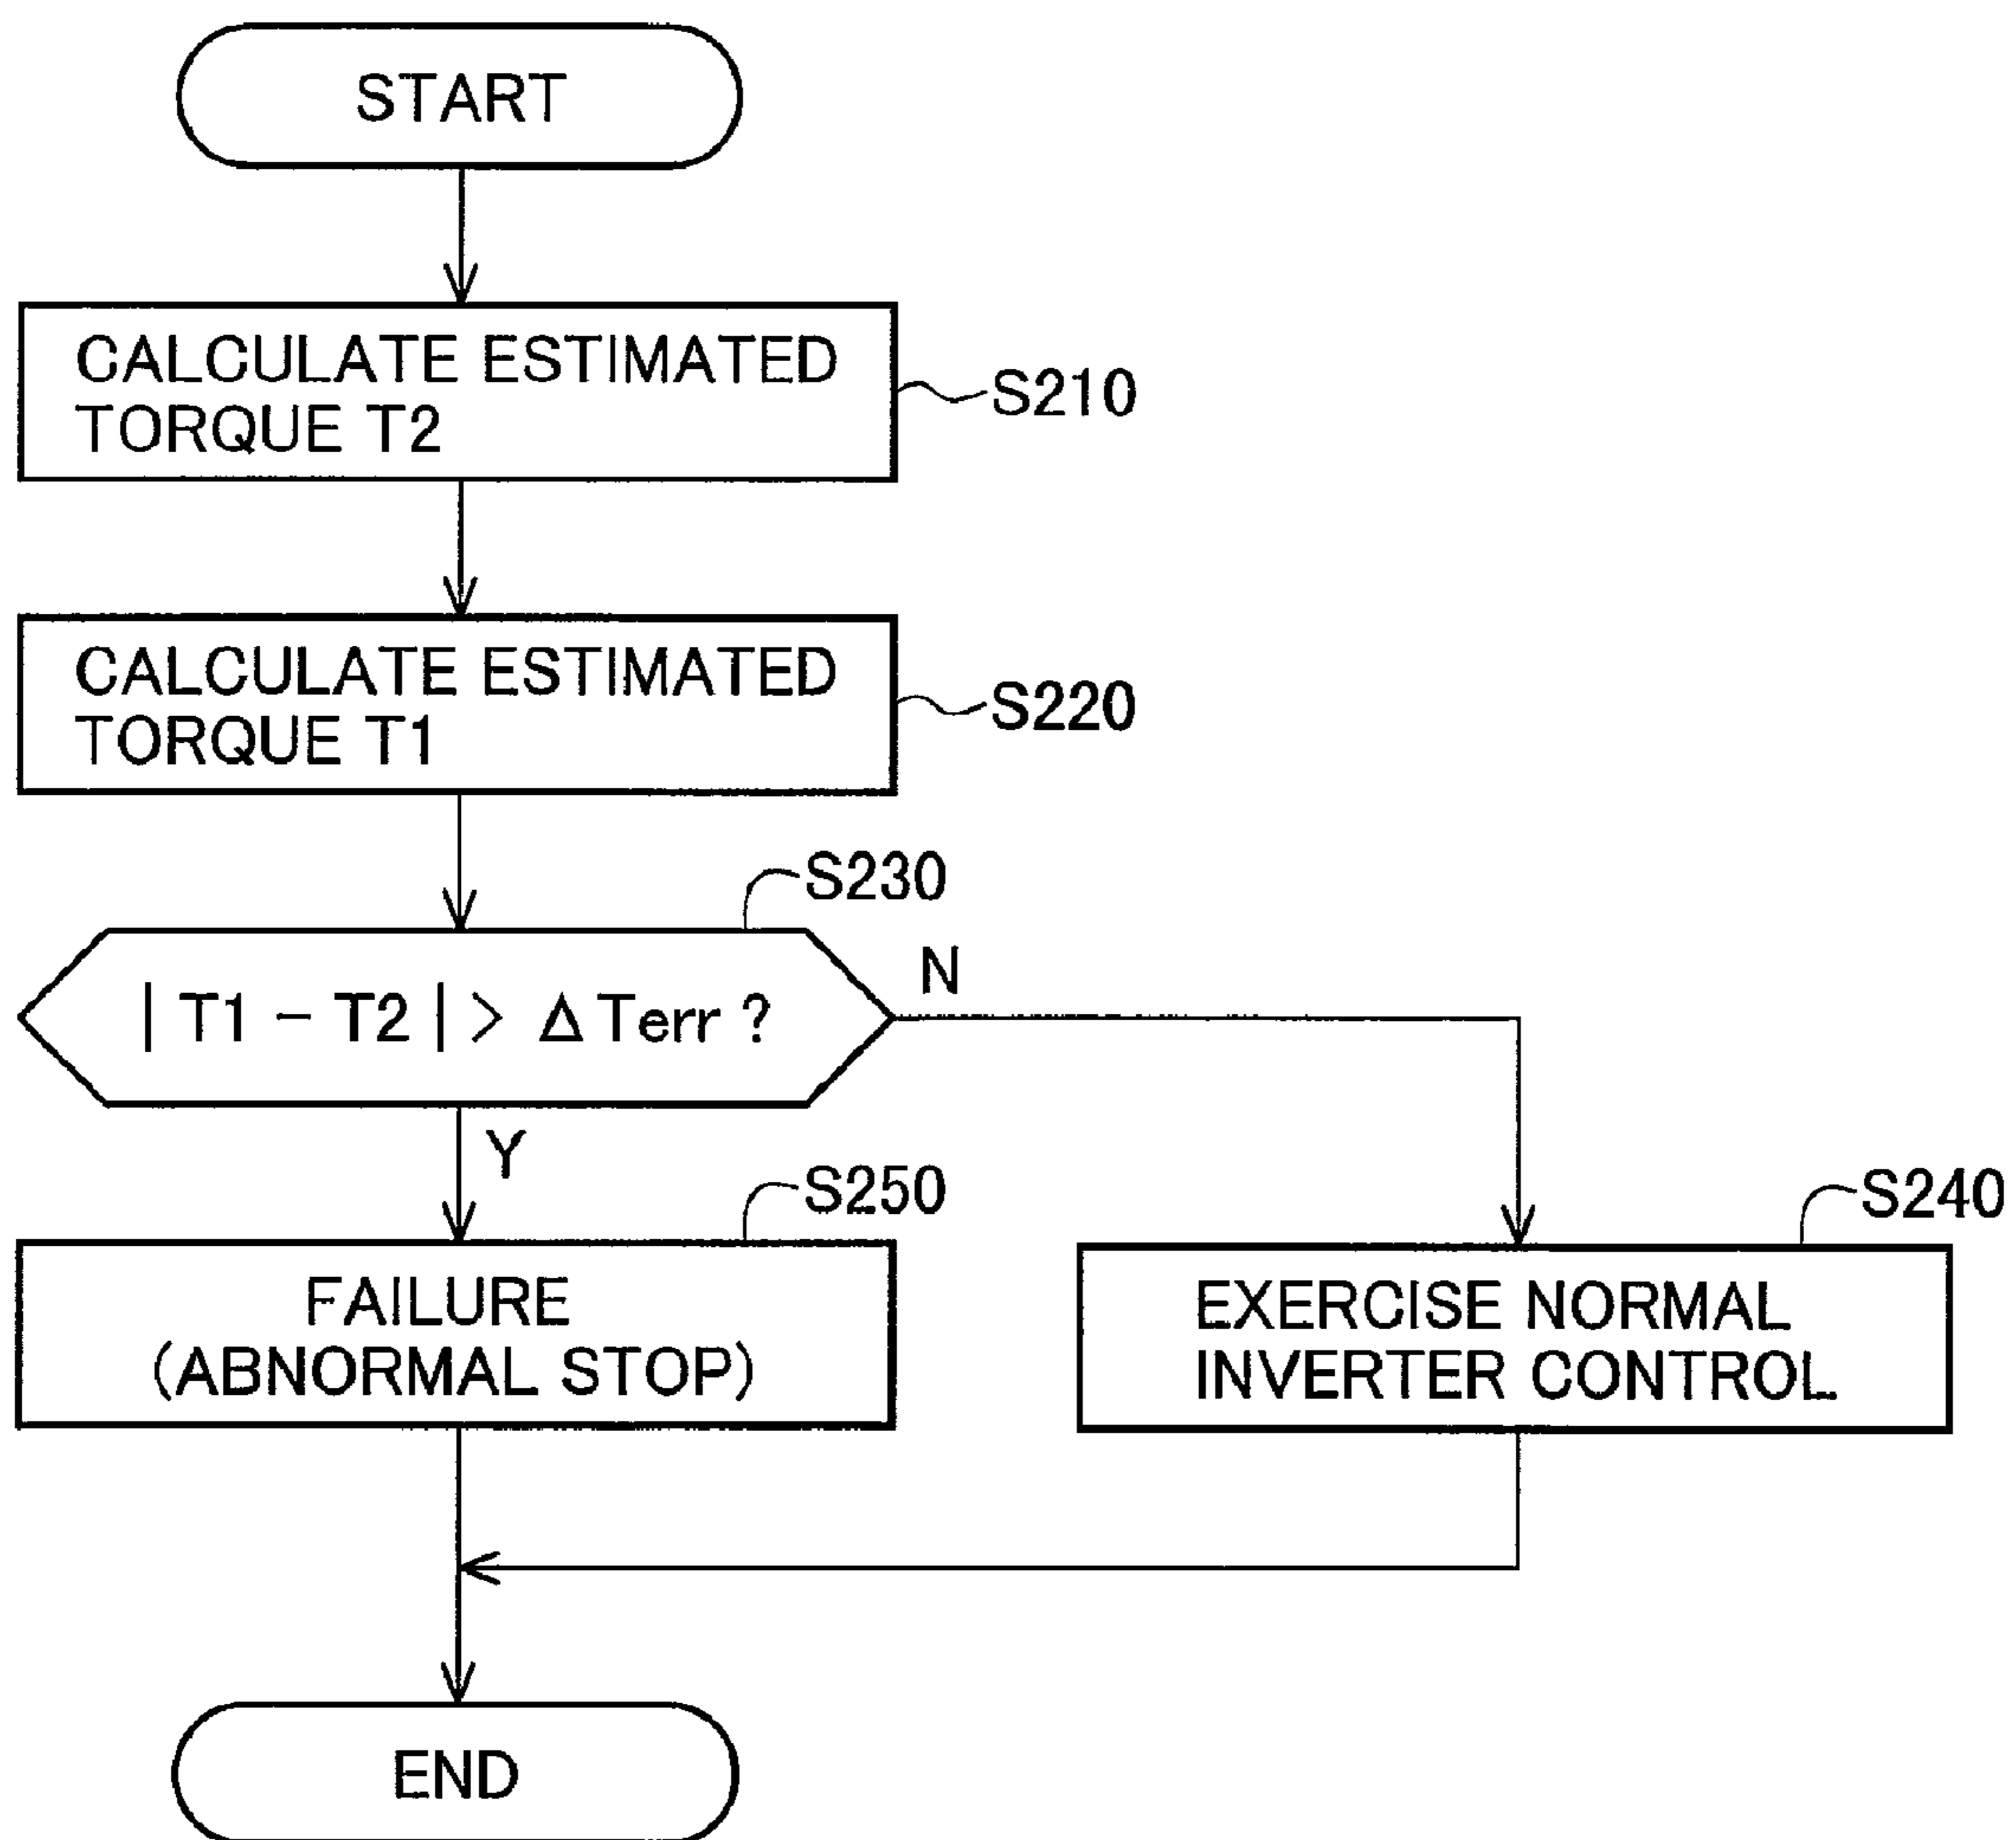 START
CALCULATE ESTIMATED
TORQUE T2
S210
CALCULATE ESTIMATED
TORQUE T1
S220
S230
| T1 − T2 | > Δ Terr ?
N
Y
S250
FAILURE
(ABNORMAL STOP)
S240
EXERCISE NORMAL
INVERTER CONTROL
END